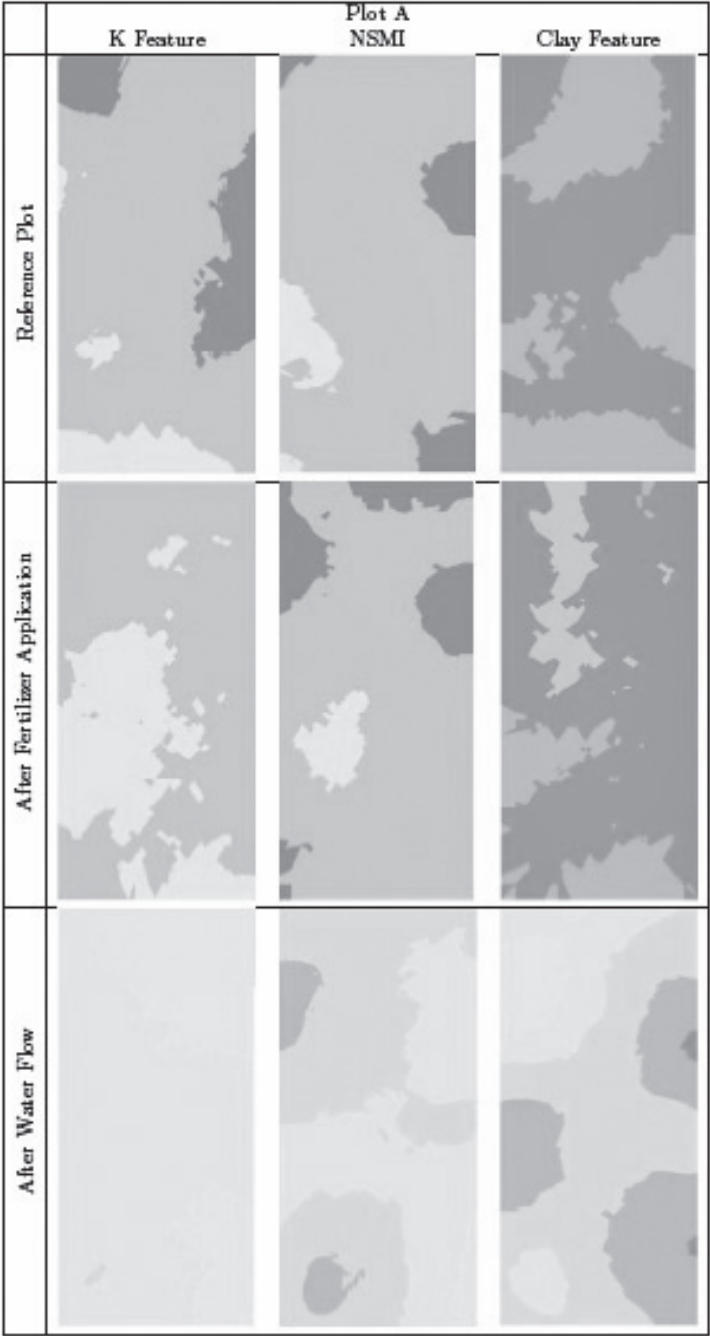 Plot A
K Feature NSMI Clay Feature
Reference Plot
After Fertilizer Application
After Water Flow